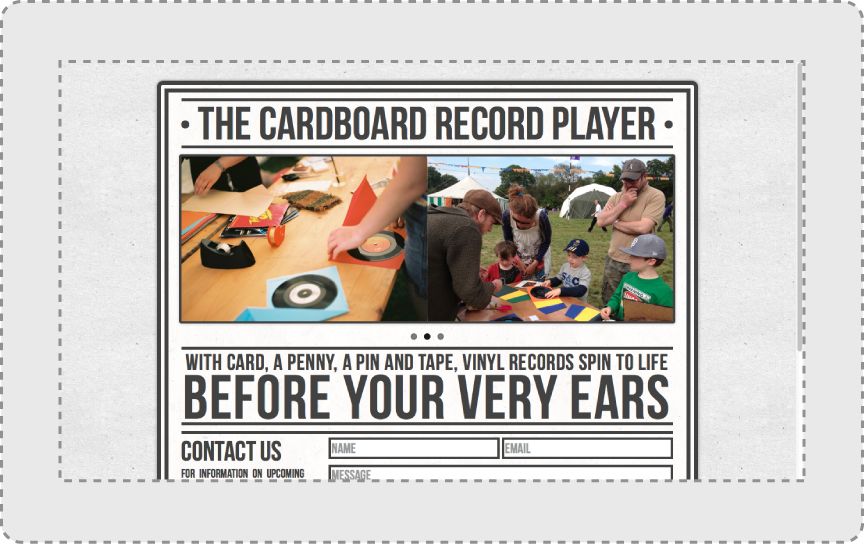 · THE CARDBOARD RECORD PLAYER ·
WITH CARD, A PENNY, A PIN AND TAPE, VINYL RECORDS SPIN TO LIFE
BEFORE YOUR VERY EARS
CONTACT US
NAME
EMAIL
FOR INFORMATION ON UPCOMING
MESSAGE